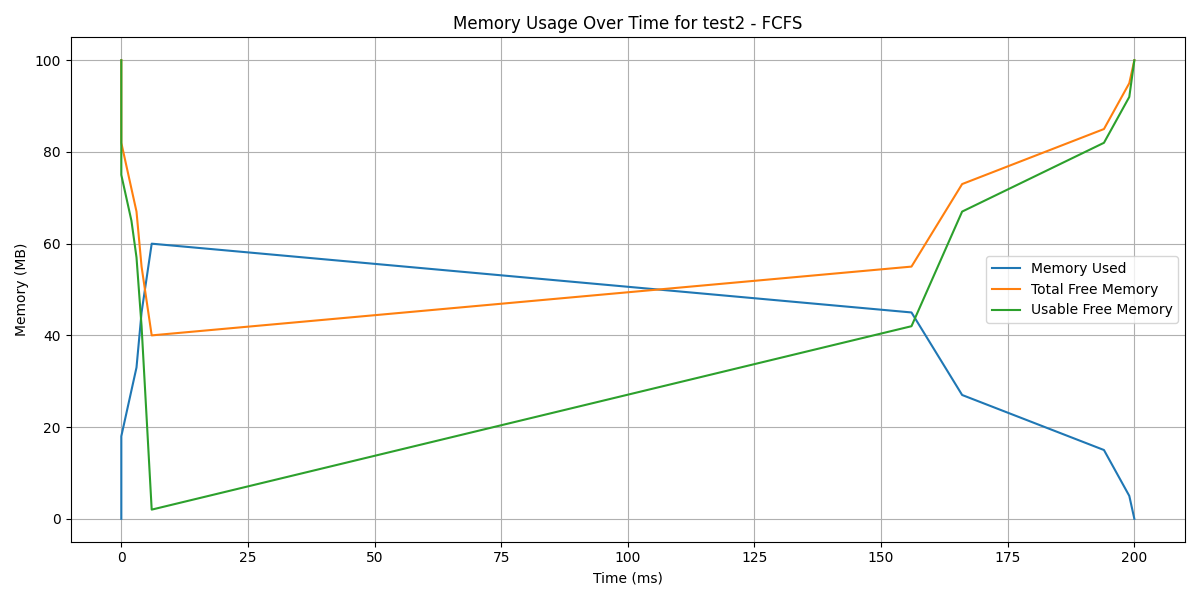 Memory Usage Over Time for test2 - FCFS
Memory (MB)
100
80
60
40
20
0
Memory Used
Total Free Memory
Usable Free Memory
0 25 50 75 100 125 150 175 200
Time (ms)